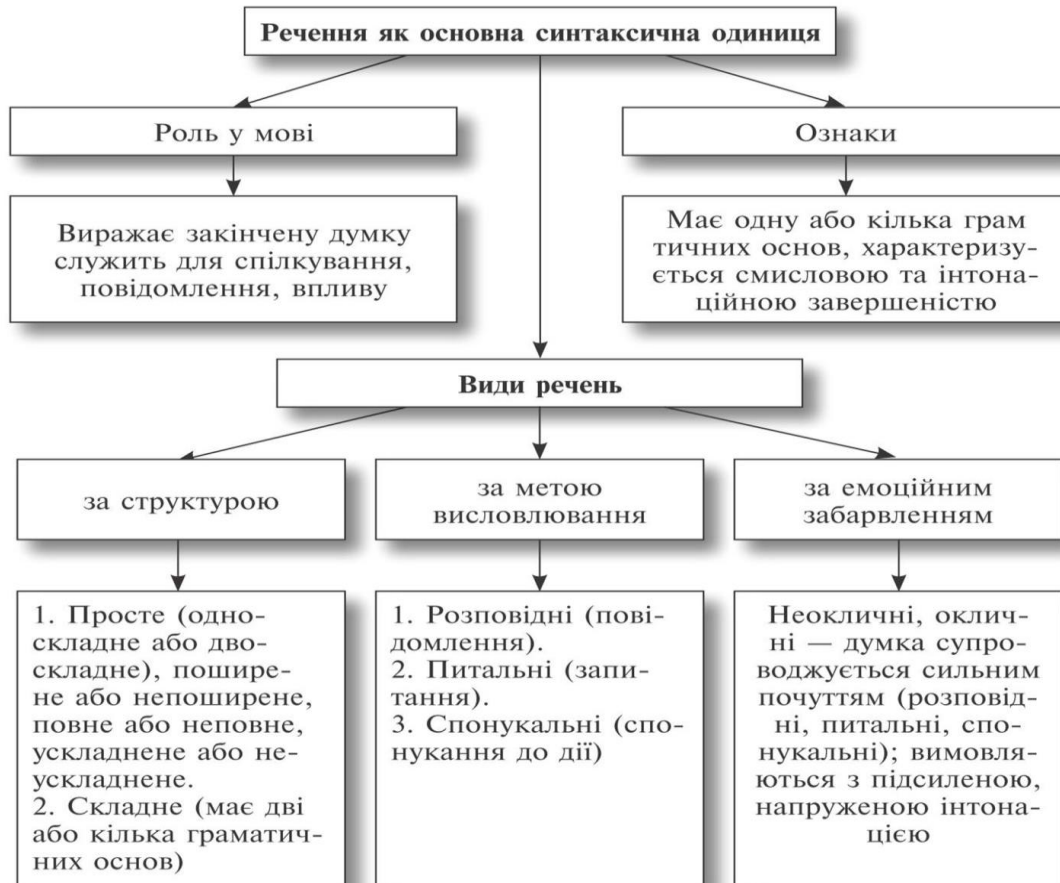 Речення як основна синтаксична одиниця
Роль у мові
Ознаки
Виражає закінчену думку
служить для спілкування,
повідомлення, впливу
Має одну або кілька грам
тичних основ, характеризу-
ється смисловою та інтона-
ційною завершеністю
Види речень
за структурою
за метою
висловлювання
за емоційним
забарвленням
1. Просте (одно-
складне або дво-
складне), пошире-
не або непоширене,
повне або неповне,
ускладнене або не-
ускладнене.
2. Складне (має дві
або кілька граматич-
них основ)
1. Розповідні (пові-
домлення).
2. Питальні (запи-
тання).
3. Спонукальні (спо-
нукання до дії)
Неокличні, оклич-
ні — думка супро-
воджується сильним
почуттям (розповід-
ні, питальні, спо-
нукальні); вимовля-
ються з підсиленою,
напруженою інтона-
цією